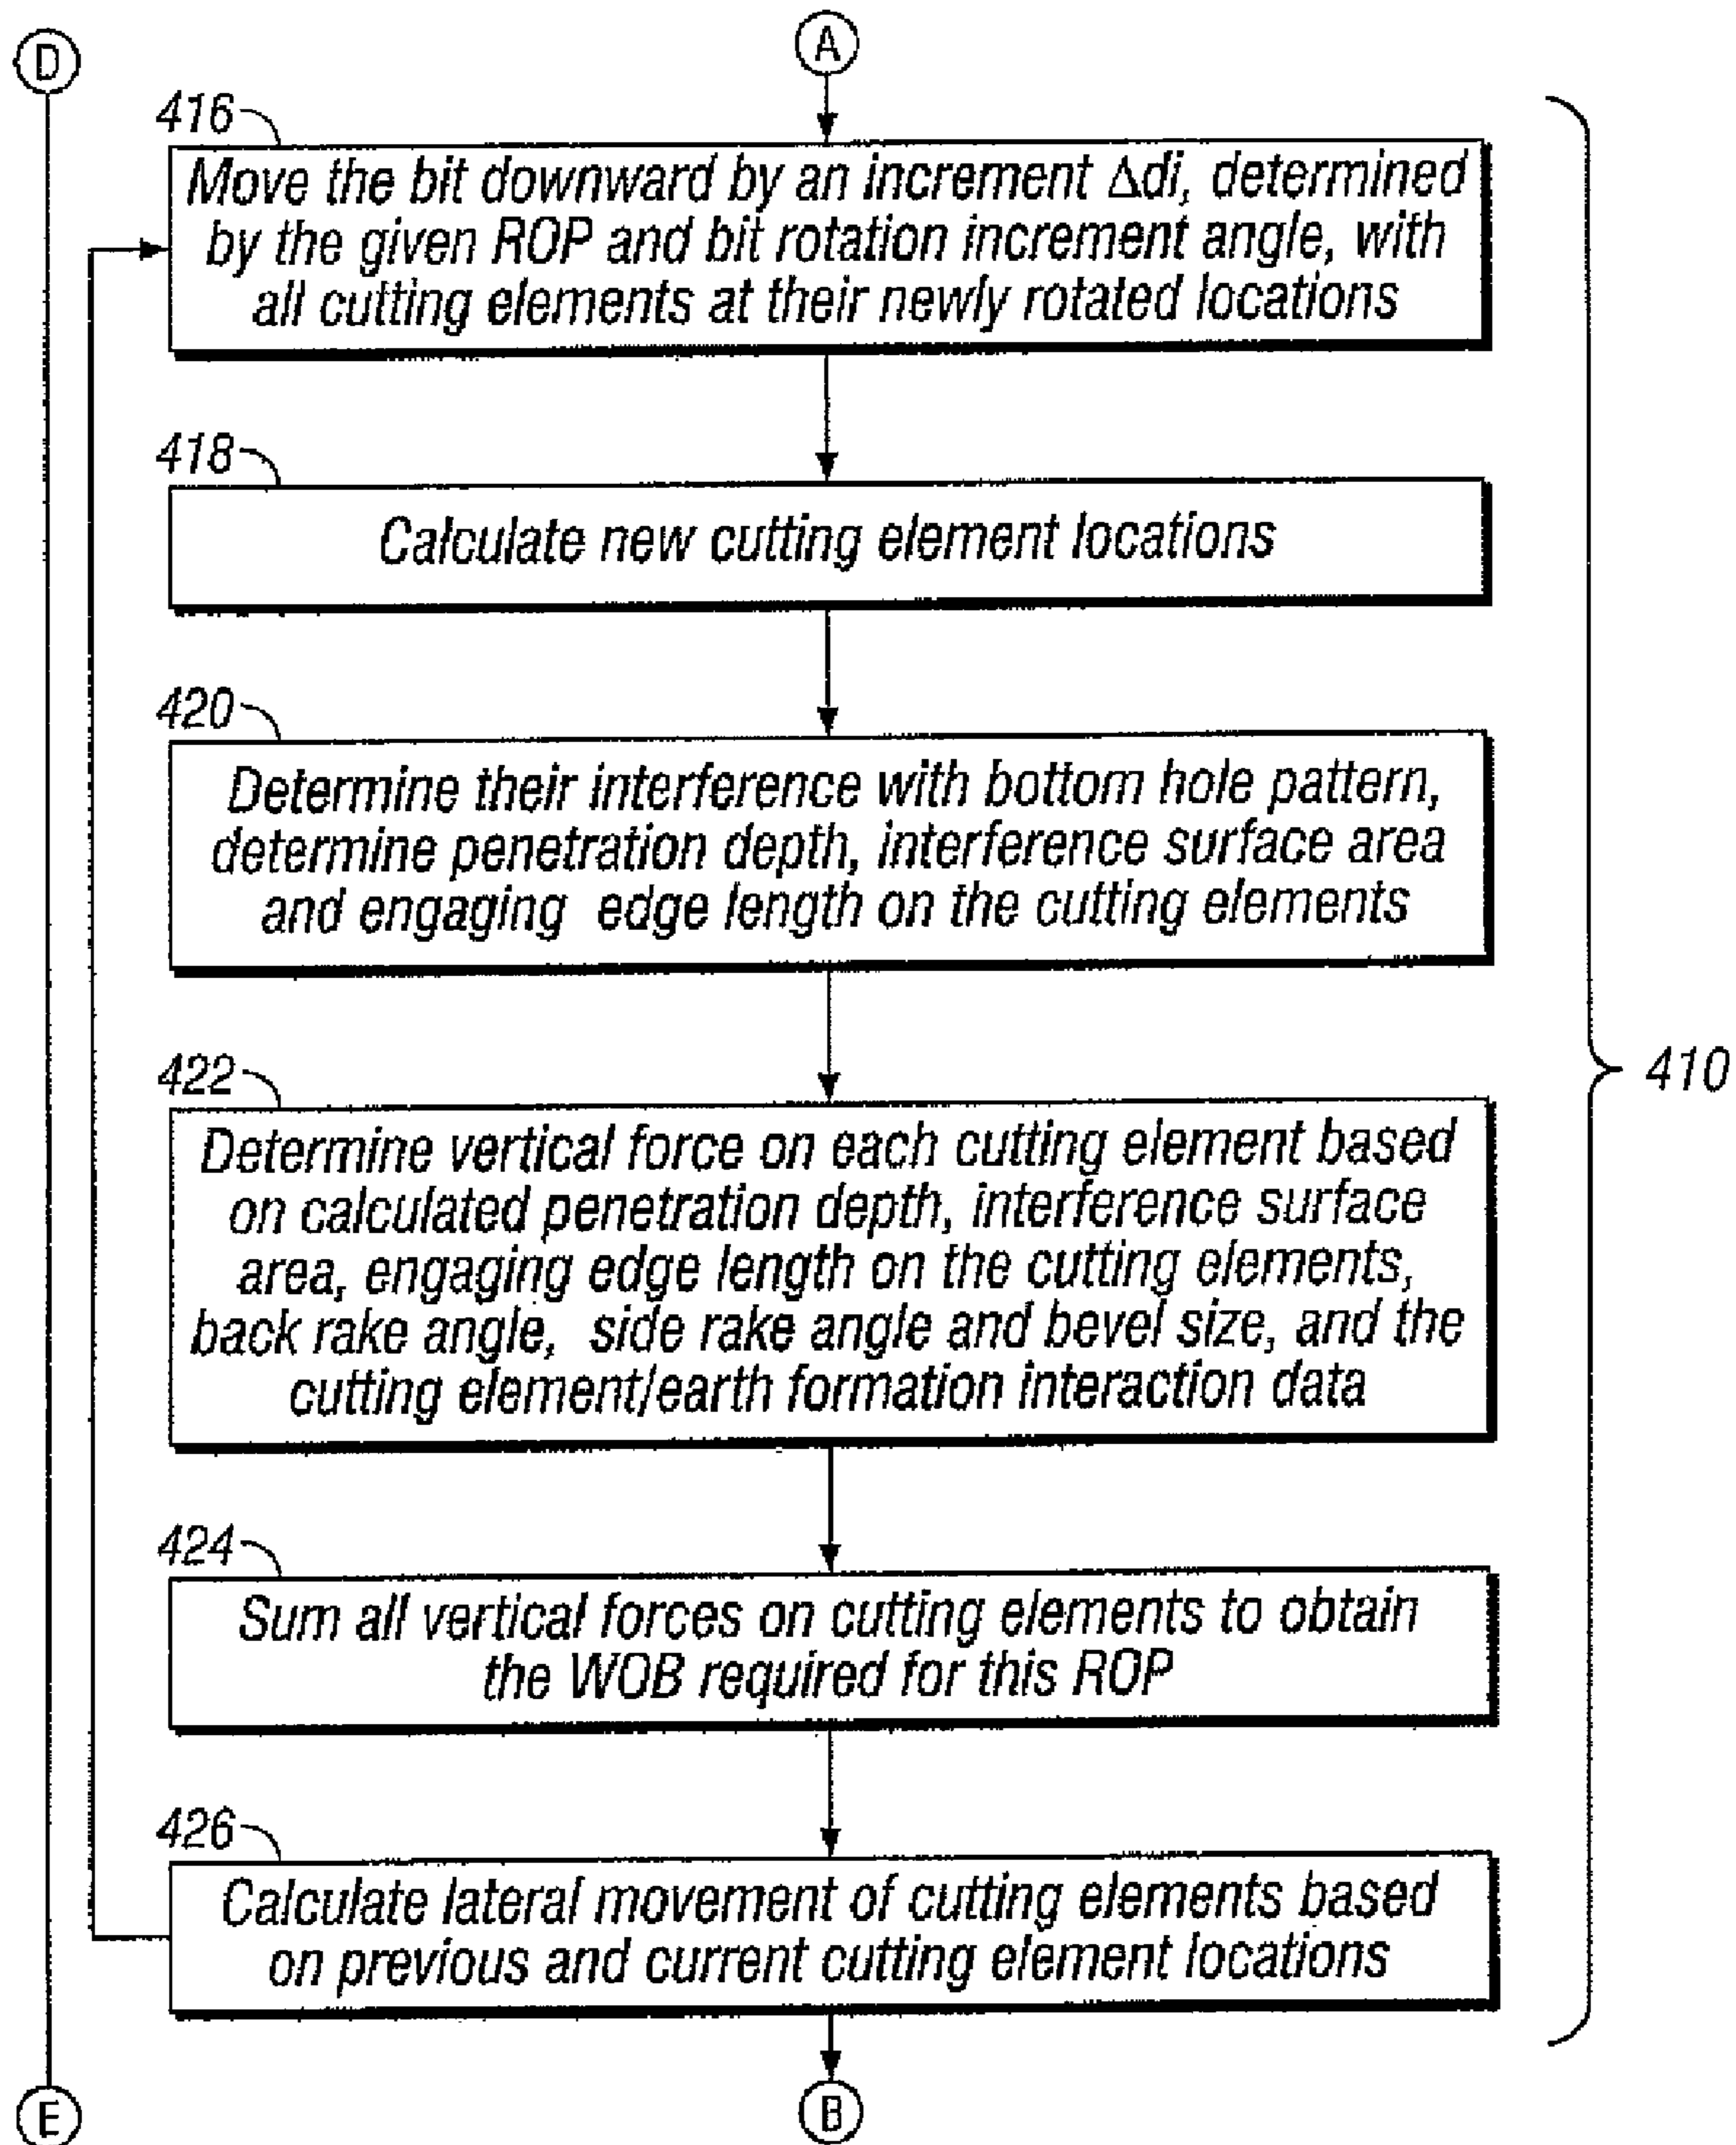 D
A
416
Move the bit downward by an increment Δdi, determined
by the given ROP and bit rotation increment angle, with
all cutting elements at their newly rotated locations
418
Calculate new cutting element locations
420
Determine their interference with bottom hole pattern,
determine penetration depth, interference surface area
and engaging edge length on the cutting elements
422
Determine vertical force on each cutting element based
on calculated penetration depth, interference surface
area, engaging edge length on the cutting elements,
back rake angle, side rake angle and bevel size, and the
cutting element/earth formation interaction data
410
424
Sum all vertical forces on cutting elements to obtain
the WOB required for this ROP
426
Calculate lateral movement of cutting elements based
on previous and current cutting element locations
E
B